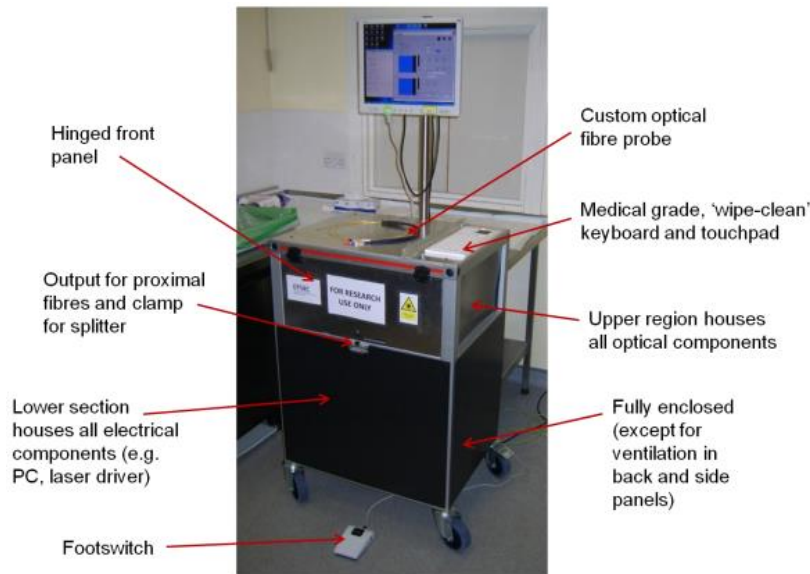 Hinged front
panel
Output for proximal
fibres and clamp
for splitter
Lower section
houses all electrical
components (e.g.
PC, laser driver)
Footswitch
Custom optical
fibre probe
Medical grade, ‘wipe-clean’
keyboard and touchpad
Upper region houses
all optical components
Fully enclosed
(except for
ventilation in
back and side
panels)
EPSRC
FOR RESEARCH
USE ONLY